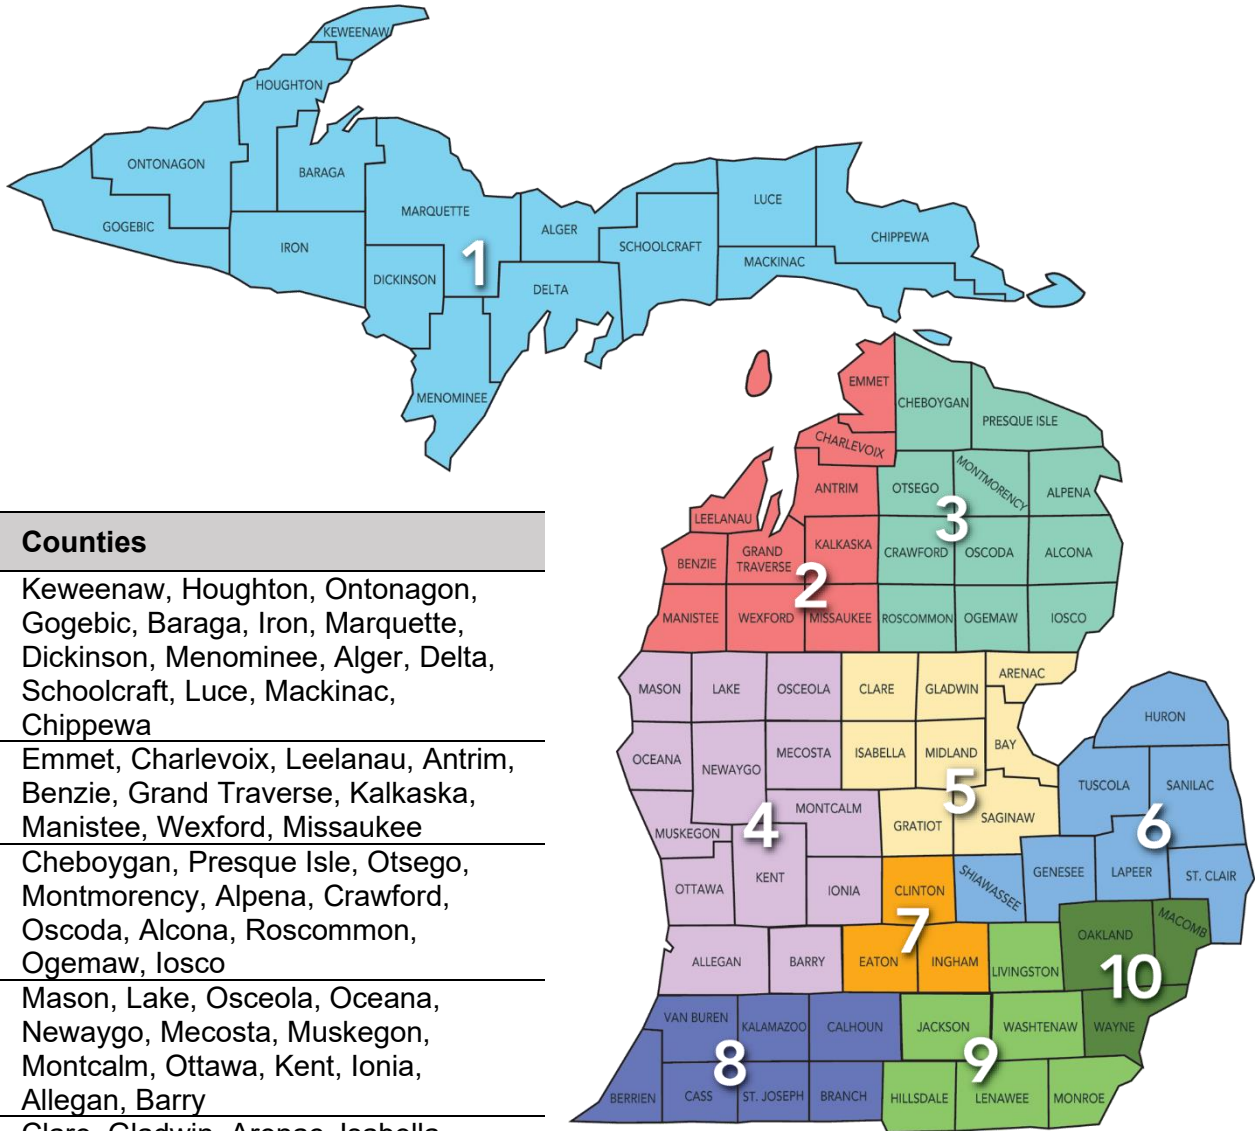 KEWEENAW
HOUGHTON
ONTONAGON
BARAGA
GOGEBIC
IRON
MARQUETTE
DICKINSON
1
ALGER
DELTA
SCHOOLCRAFT
LUCE
CHIPPEWA
MACKINAC
MENOMINEE
EMMET
CHEBOYGAN
PRESQUE ISLE
CHARLEVOIX
ANTRIM
OTSEGO
MONTMORENCY
ALPENA
LEELANAU
3
BENZIE
GRAND
TRAVERSE
KALKASKA
CRAWFORD
OSCODA
ALCONA
2
MANISTEE
WEXFORD
MISSAUKEE
ROSCOMMON
OGEMAW
IOSCO
MASON
LAKE
OSCEOLA
CLARE
GLADWIN
ARENAC
OCEANA
NEWAYGO
MECOSTA
ISABELLA
MIDLAND
BAY
HURON
TUSCOLA
SANILAC
MUSKEGON
4
MONTCALM
5
GRATIOT
SAGINAW
6
OTTAWA
KENT
IONIA
CLINTON
SHIAWASSEE
GENESEE
LAPEER
ST. CLAIR
7
ALLEGAN
BARRY
EATON
INGHAM
LIVINGSTON
OAKLAND
MACOMB
10
VAN BUREN
KALAMAZOO
CALHOUN
JACKSON
WASHTENAW
WAYNE
8
9
BERRIEN
CASS
ST. JOSEPH
BRANCH
HILLSDALE
LENAWEE
MONROE
Counties
Keweenaw, Houghton, Ontonagon,
Gogebic, Baraga, Iron, Marquette,
Dickinson, Menominee, Alger, Delta,
Schoolcraft, Luce, Mackinac,
Chippewa
Emmet, Charlevoix, Leelanau, Antrim,
Benzie, Grand Traverse, Kalkaska,
Manistee, Wexford, Missaukee
Cheboygan, Presque Isle, Otsego,
Montmorency, Alpena, Crawford,
Oscoda, Alcona, Roscommon,
Ogemaw, Iosco
Mason, Lake, Osceola, Oceana,
Newaygo, Mecosta, Muskegon,
Montcalm, Ottawa, Kent, Ionia,
Allegan, Barry
Clare, Gladwin, Arenac, Isabella